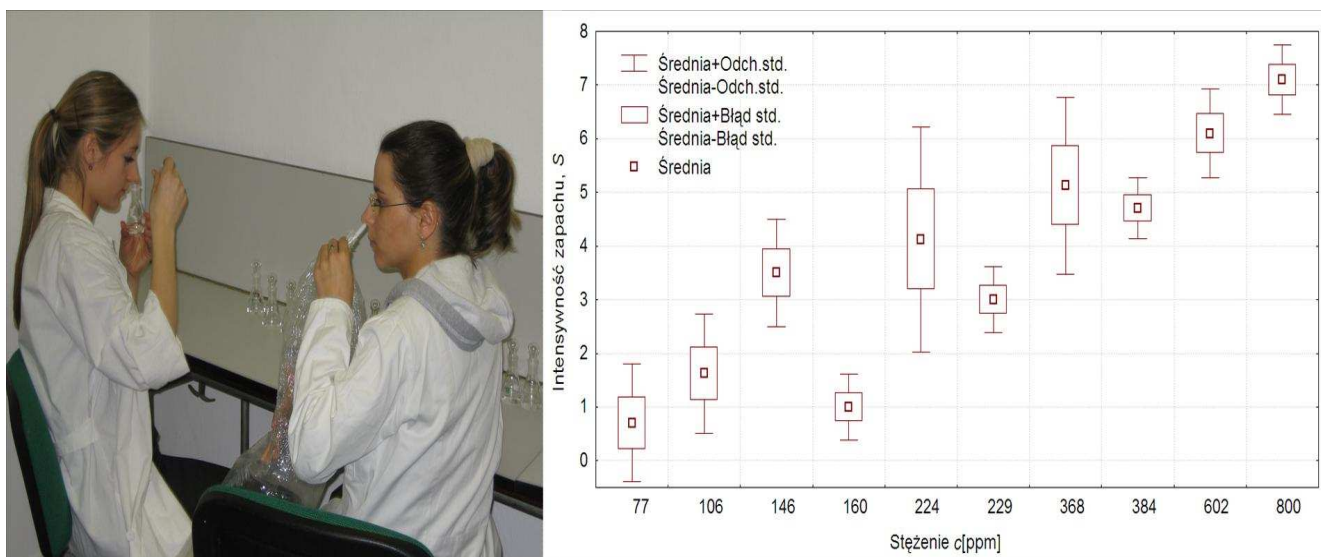 8
7
6
5
4
3
2
1
0
Intensywność zapachu, S
Średnia+Odch.std.
Średnia-Odch.std.
Średnia+Błąd std.
Średnia-Błąd std.
Średnia
77 106 146 160 224 229 368 384 602 800
Stężenie c[ppm]